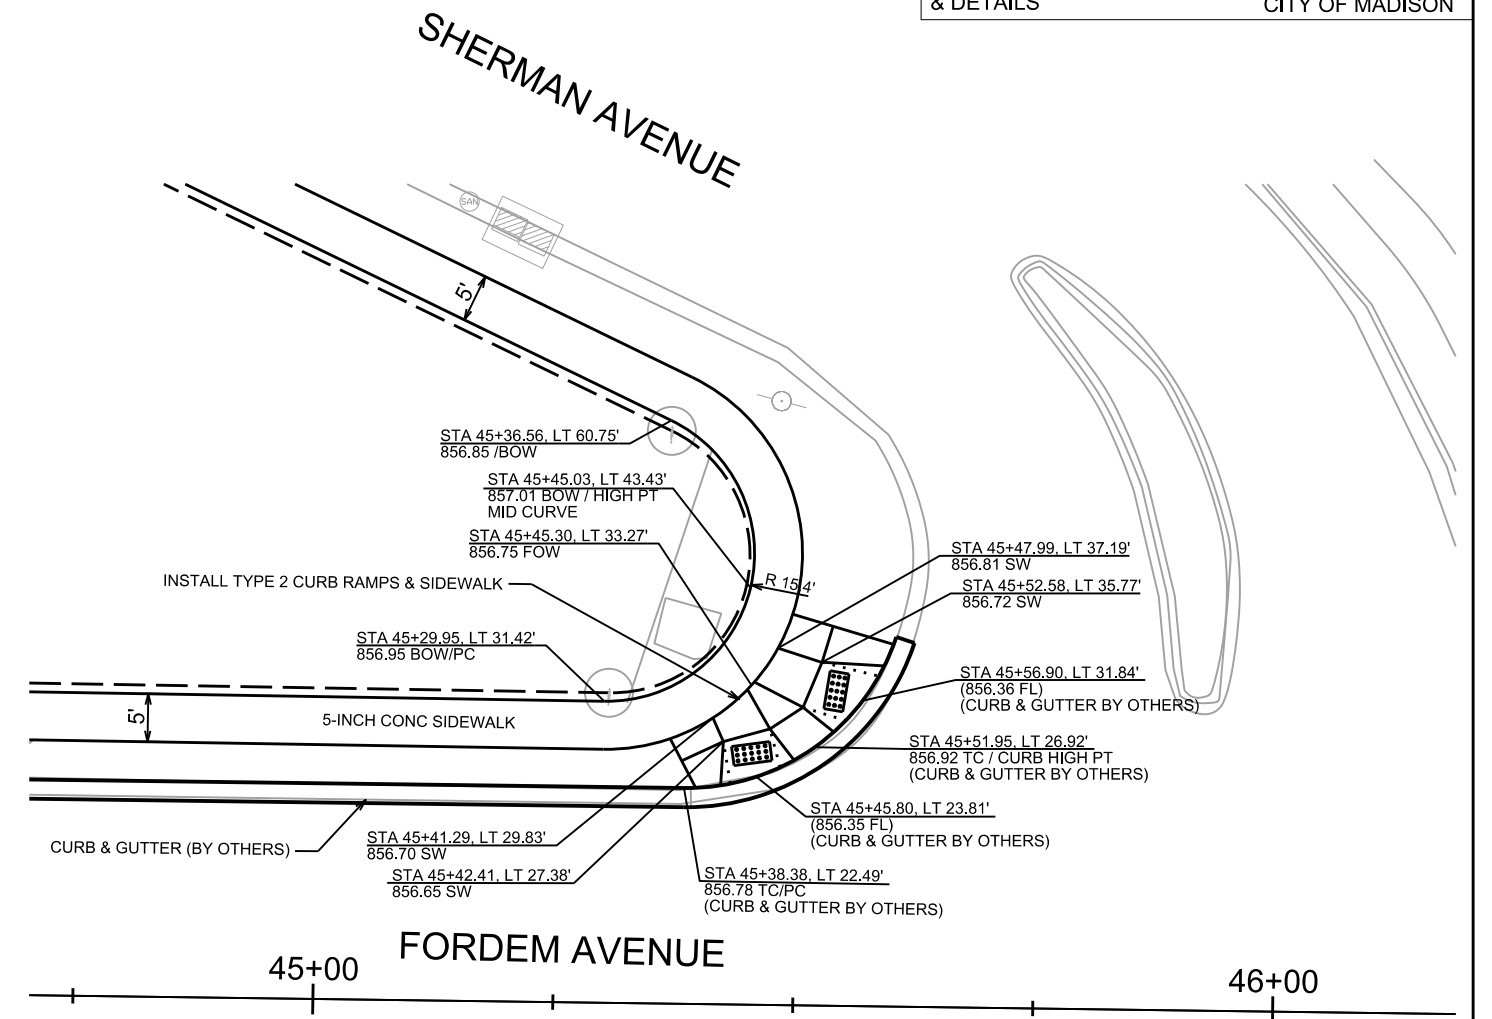 & DETAILS
CITY OF MADISON
SHERMAN AVENUE
SAN
5'
STA 45+36.56, LT 60.75'
856.85 /BOW
STA 45+45.03, LT 43.43'
857.01 BOW / HIGH PT
MID CURVE
STA 45+45.30, LT 33.27'
856.75 FOW
INSTALL TYPE 2 CURB RAMPS & SIDEWALK
R 15.4'
STA 45+47.99, LT 37.19'
856.81 SW
STA 45+52.58, LT 35.77'
856.72 SW
STA 45+29.95, LT 31.42'
856.95 BOW/PC
STA 45+56.90, LT 31.84'
(856.36 FL)
(CURB & GUTTER BY OTHERS)
5'
5-INCH CONC SIDEWALK
STA 45+51.95, LT 26.92'
856.92 TC / CURB HIGH PT
(CURB & GUTTER BY OTHERS)
STA 45+45.80, LT 23.81'
(856.35 FL)
(CURB & GUTTER BY OTHERS)
CURB & GUTTER (BY OTHERS)
STA 45+41.29, LT 29.83'
856.70 SW
STA 45+42.41, LT 27.38'
856.65 SW
STA 45+38.38, LT 22.49'
856.78 TC/PC
(CURB & GUTTER BY OTHERS)
FORDEM AVENUE
45+00
46+00